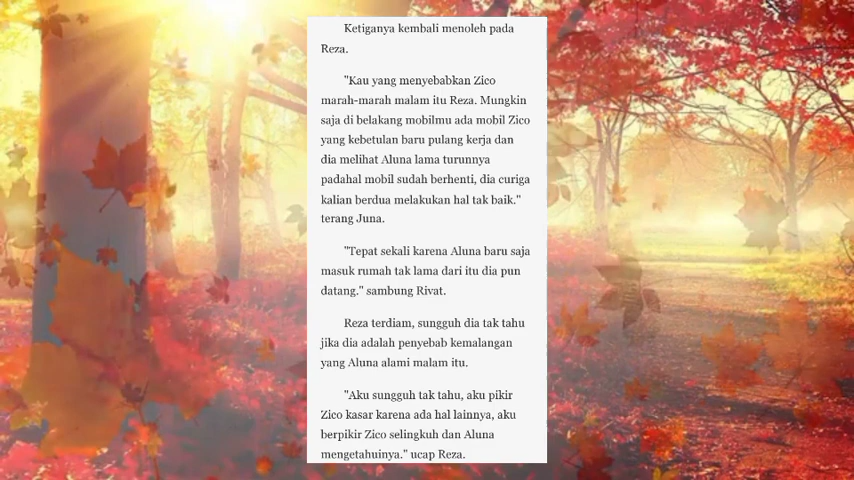 Ketiganya kembali menoleh pada
Reza.
"Kau yang menyebabkan Zico
marah-marah malam itu Reza. Mungkin
saja di belakang mobilmu ada mobil Zico
yang kebetulan baru pulang kerja dan
dia melihat Aluna lama turunnya
padahal mobil sudah berhenti, dia curiga
kalian berdua melakukan hal tak baik."
terang Juna.
"Tepat sekali karena Aluna baru saja
masuk rumah tak lama dari itu dia pun
datang." sambung Rivat.
Reza terdiam, sungguh dia tak tahu
jika dia adalah penyebab kemalangan
yang Aluna alami malam itu.
"Aku sungguh tak tahu, aku pikir
Zico kasar karena ada hal lainnya, aku
berpikir Zico selingkuh dan Aluna
mengetahuinya." ucap Reza.